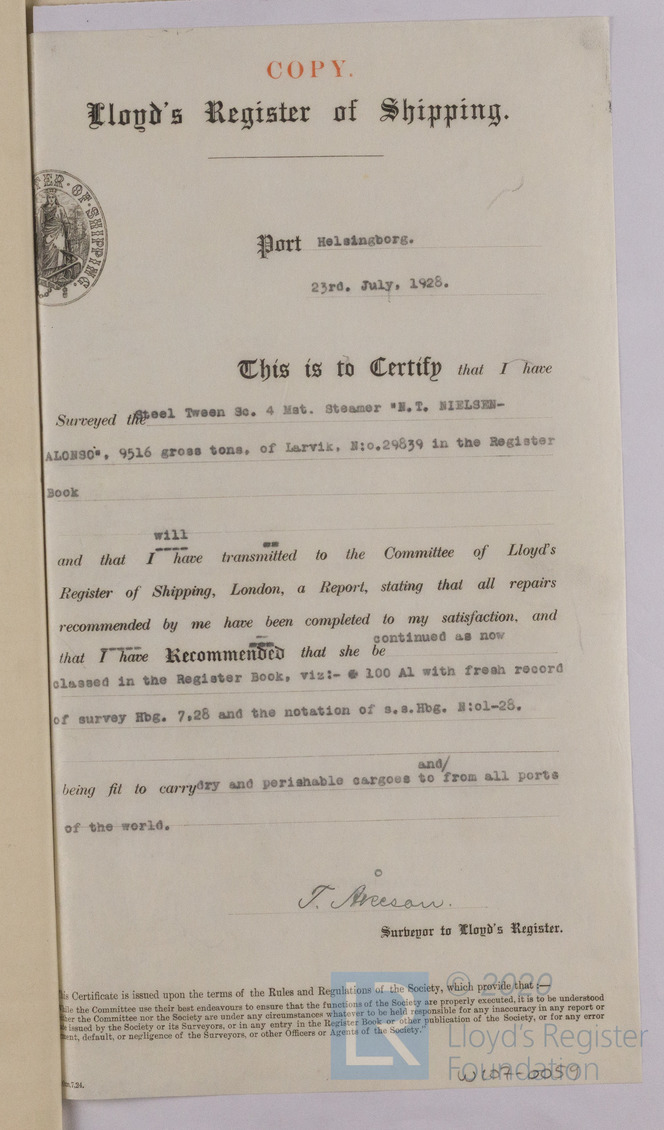 COPY.
Lloyd's Register of Shipping.
TER·OF·SHIPPING.
Port Helsingborg.
23rd. July, 1928.
This is to Certify that I have
Surveyed the Steel Tween Sc. 4 Mst. Steamer "N.T. NIELSEN-
ALONSO", 9516 gross tons, of Larvik, N:o.29839 in the Register
Book
will
and that I have transmitted to the Committee of Lloyd's
Register of Shipping, London, a Report, stating that all repairs
recommended by me have been completed to my satisfaction, and
that I have Recommended that she be continued as now
classed in the Register Book, viz:- 100 A1 with fresh record
of survey Hbg. 7,28 and the notation of s.s.Hbg. N:o1-28.
and/
being fit to carry dry and perishable cargoes to from all ports
of the world.
T. Åkeson.
Surveyor to Lloyd's Register.
Certificate is issued upon the terms of the Rules and Regulations of the Society, which provide that :—
the Committee use their best endeavours to ensure that the functions of the Society are properly executed, it is to be understood
the Committee nor the Society are under any circumstances whatever to be held responsible for any inaccuracy in any report or
issued by the Society or its Surveyors, or in any entry in the Register Book or other publication of the Society, or for any error
default, or negligence of the Surveyors, or other Officers or Agents of the Society."
7.24.
© 2020
Lloyd's Register
Foundation
W107-0059